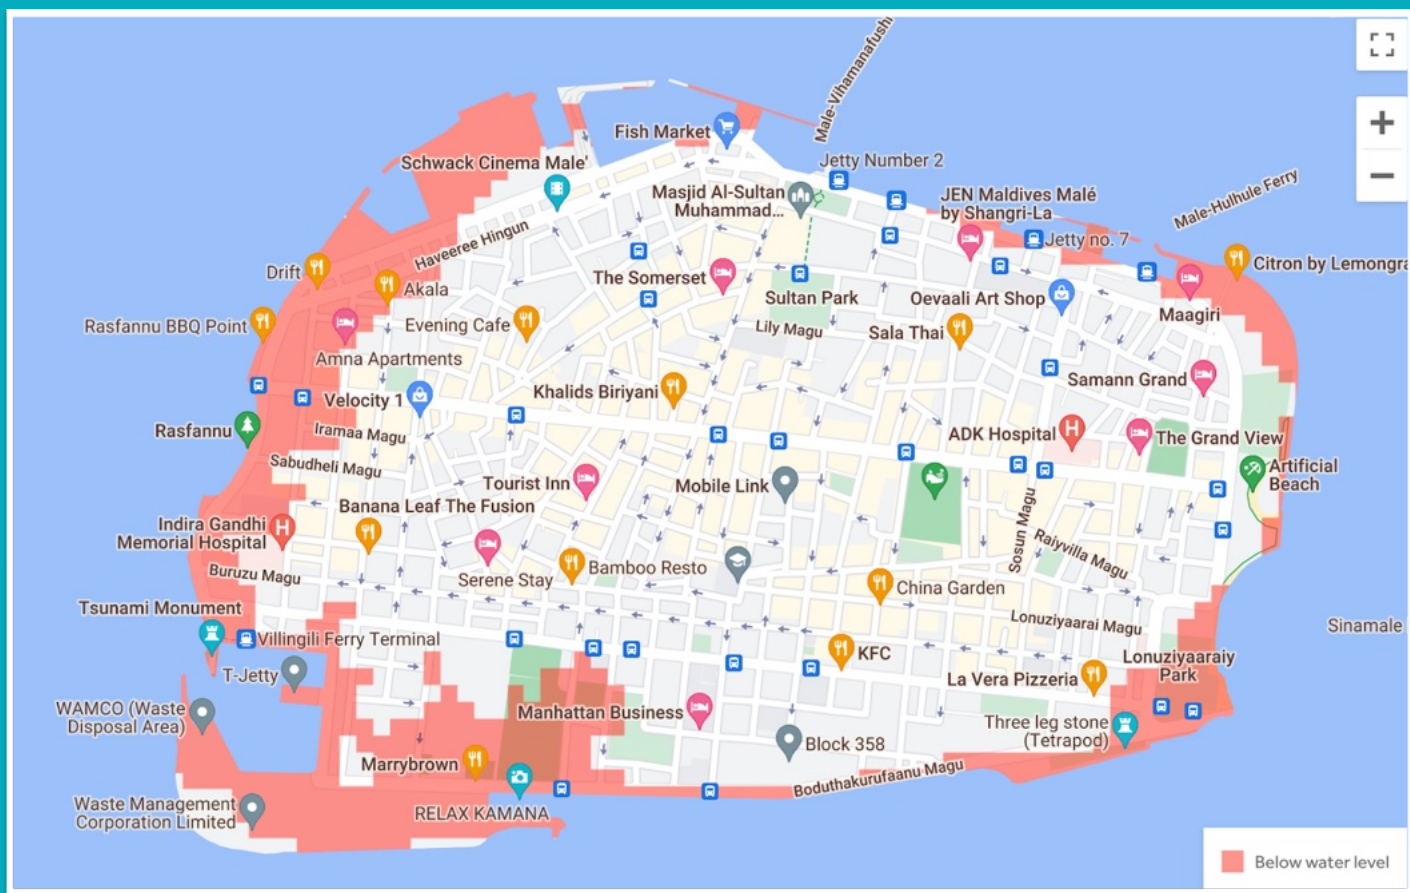 Male-Vihamanafushi
Fish Market
Schwack Cinema Male'
Jetty Number 2
Masjid Al-Sultan
Muhammad...
JEN Maldives Malé
by Shangri-La
Male-Hulhule Ferry
Haveeree Hingun
Jetty no. 7
Drift
Akala
The Somerset
Sultan Park
Oevaali Art Shop
Citron by Lemongra
Maagiri
Rasfannu BBQ Point
Evening Cafe
Lily Magu
Sala Thai
Amna Apartments
Velocity 1
Khalids Biriyani
Samann Grand
Rasfannu
Iramaa Magu
ADK Hospital
H
The Grand View
Sabudheli Magu
Tourist Inn
Mobile Link
Artificial
Beach
Banana Leaf The Fusion
Indira Gandhi
Memorial Hospital
H
Sosun Magu
Raiyvilla Magu
Buruzu Magu
Serene Stay
Bamboo Resto
China Garden
Tsunami Monument
Lonuziyaarai Magu
Sinamale
Villingili Ferry Terminal
KFC
T-Jetty
La Vera Pizzeria
Lonuziyaaraiy
Park
WAMCO (Waste
Disposal Area)
Manhattan Business
Three leg stone
(Tetrapod)
Block 358
Marrybrown
Boduthakurufaanu Magu
RELAX KAMANA
Waste Management
Corporation Limited
Below water level